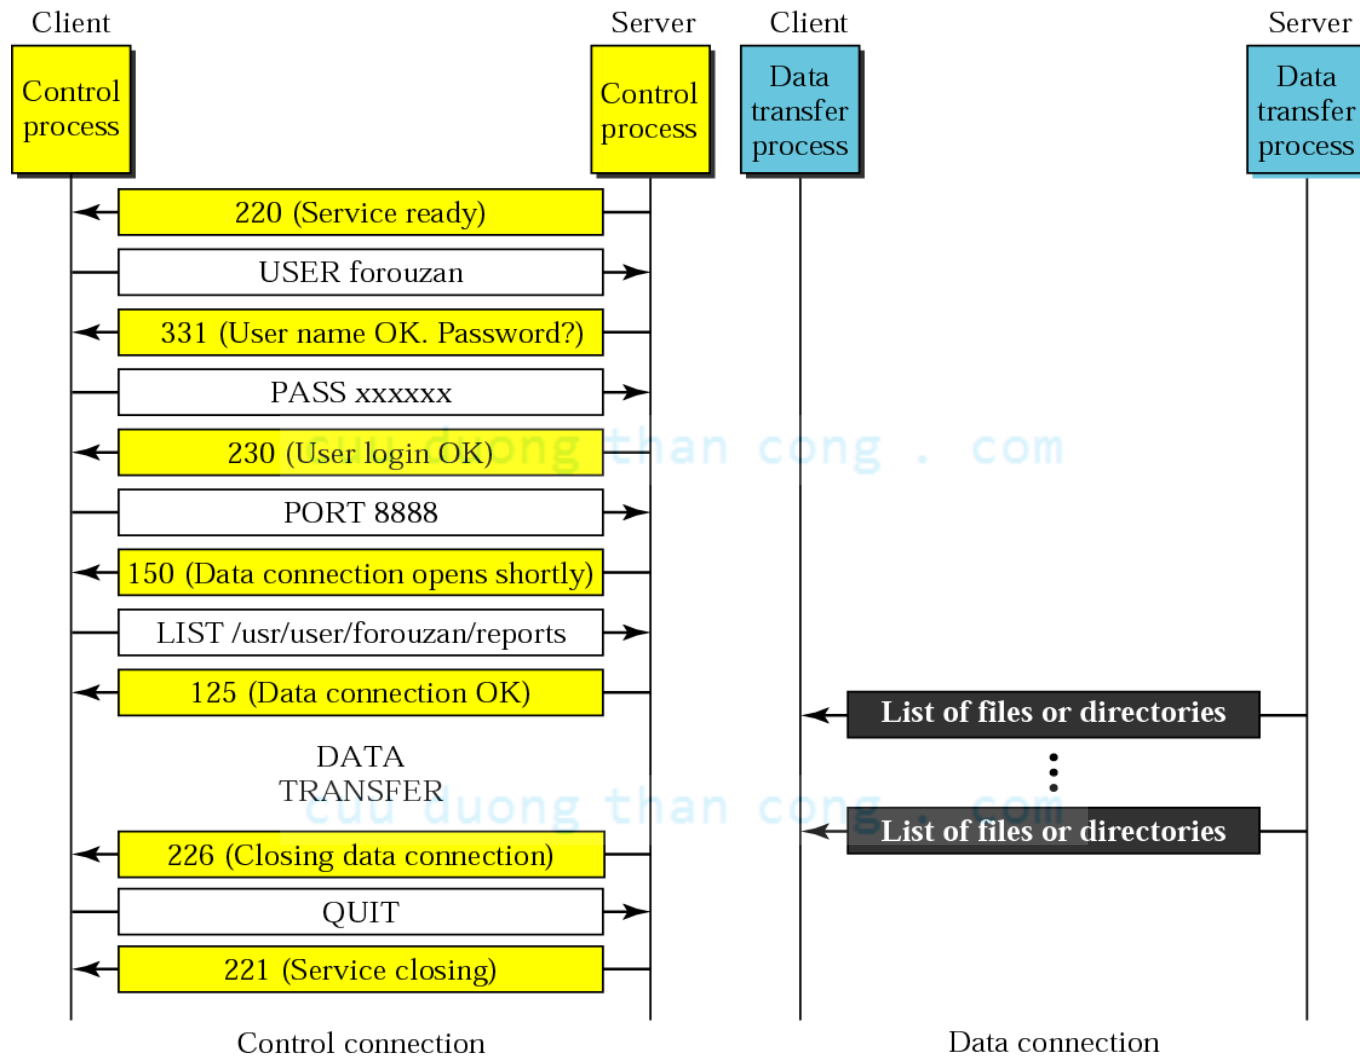 Client
Server
Client
Server
Control
process
Control
process
Data
transfer
process
Data
transfer
process
220 (Service ready)
USER forouzan
331 (User name OK. Password?)
PASS xxxxxx
230 (User login OK)
cuu duong than cong . com
PORT 8888
150 (Data connection opens shortly)
LIST /usr/user/forouzan/reports
125 (Data connection OK)
List of files or directories
DATA
TRANSFER
cuu duong than cong . com
List of files or directories
226 (Closing data connection)
QUIT
221 (Service closing)
Control connection
Data connection